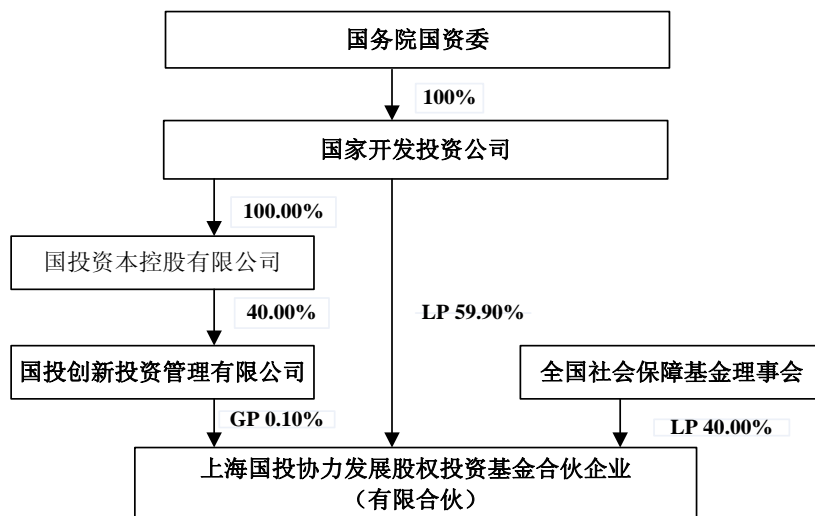 国务院国资委
100%
国家开发投资公司
100.00%
国投资本控股有限公司
40.00%
LP 59.90%
国投创新投资管理有限公司
全国社会保障基金理事会
GP 0.10%
LP 40.00%
上海国投协力发展股权投资基金合伙企业
（有限合伙）